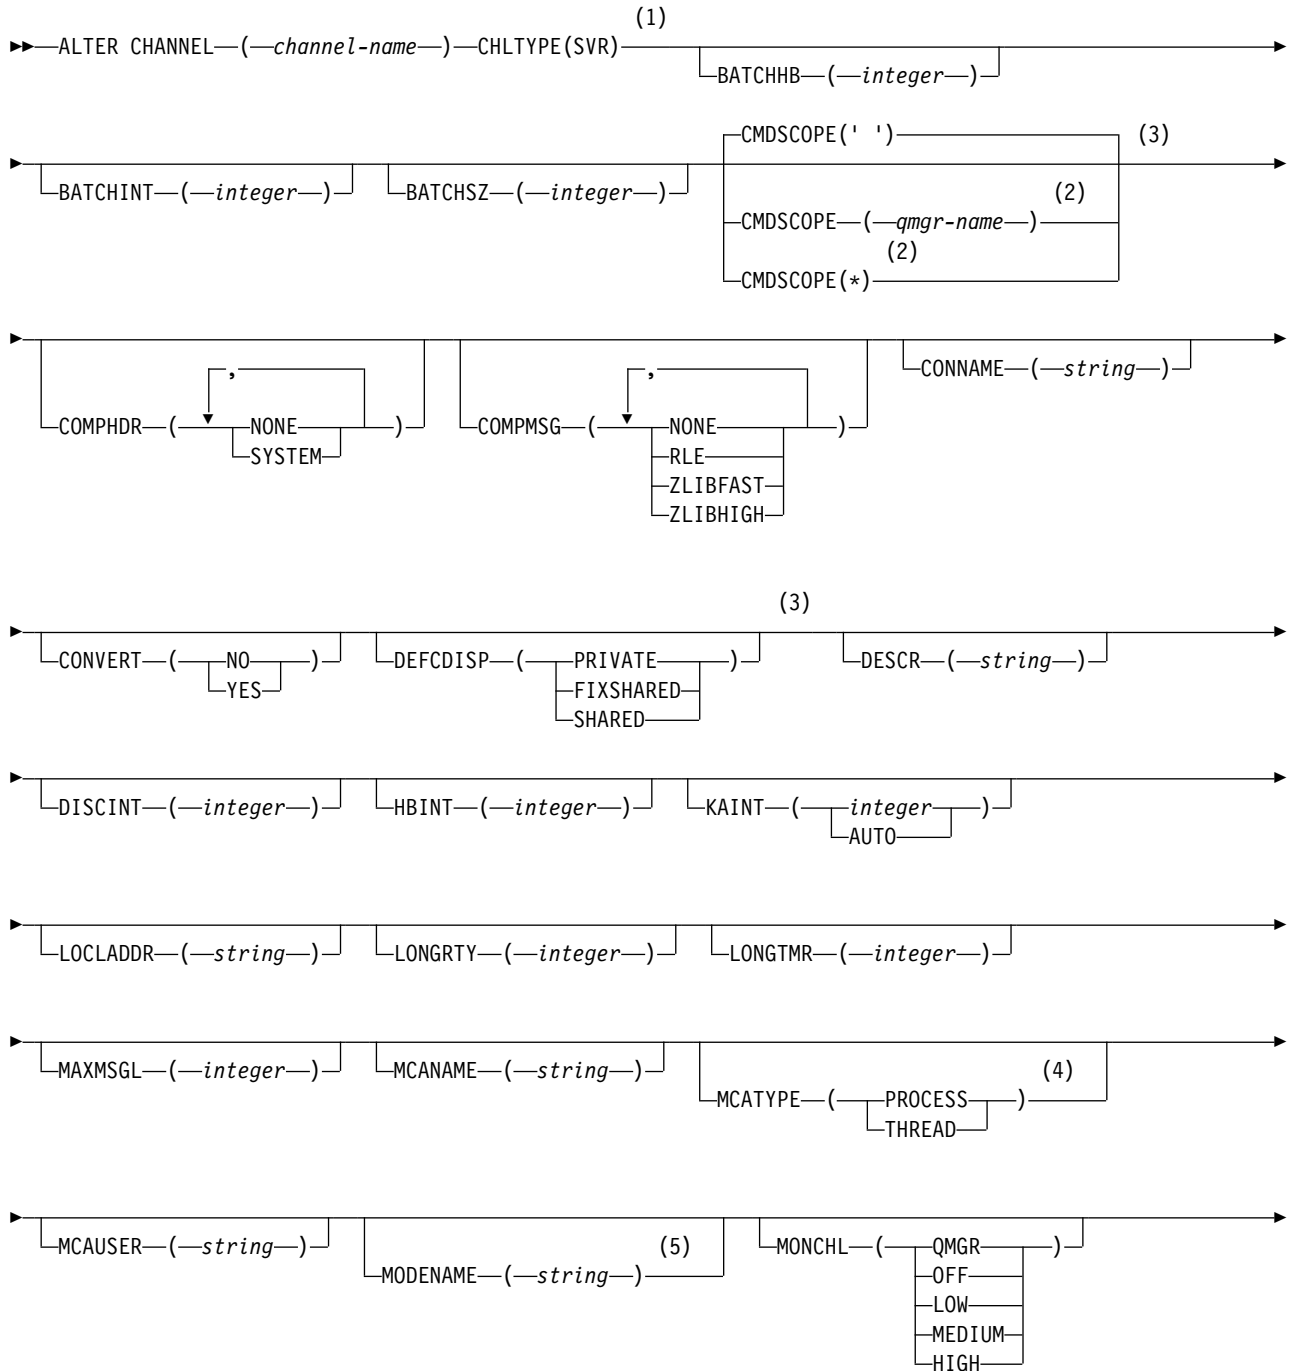 (1)
ALTER CHANNEL ( channel-name ) CHLTYPE(SVR)
BATCHHB ( integer )
CMDSCOPE(' ') (3)
BATCHINT ( integer ) BATCHSZ ( integer )
(2)
CMDSCOPE ( qmgr-name )
(2)
CMDSCOPE(*)
CONNAME ( string )
, ,
COMPHDR ( NONE ) COMPMSG ( NONE )
SYSTEM RLE
ZLIBFAST
ZLIBHIGH
(3)
CONVERT ( NO ) DEFCDISP ( PRIVATE ) DESCR ( string )
YES FIXSHARED
SHARED
DISCINT ( integer ) HBINT ( integer ) KAINT ( integer )
AUTO
LOCLADDR ( string ) LONGRTY ( integer ) LONGTMR ( integer )
MAXMSGL ( integer ) MCANAME ( string ) (4)
MCATYPE ( PROCESS )
THREAD
MCAUSER ( string ) (5) MONCHL ( QMGR )
MODENAME ( string ) OFF
LOW
MEDIUM
HIGH